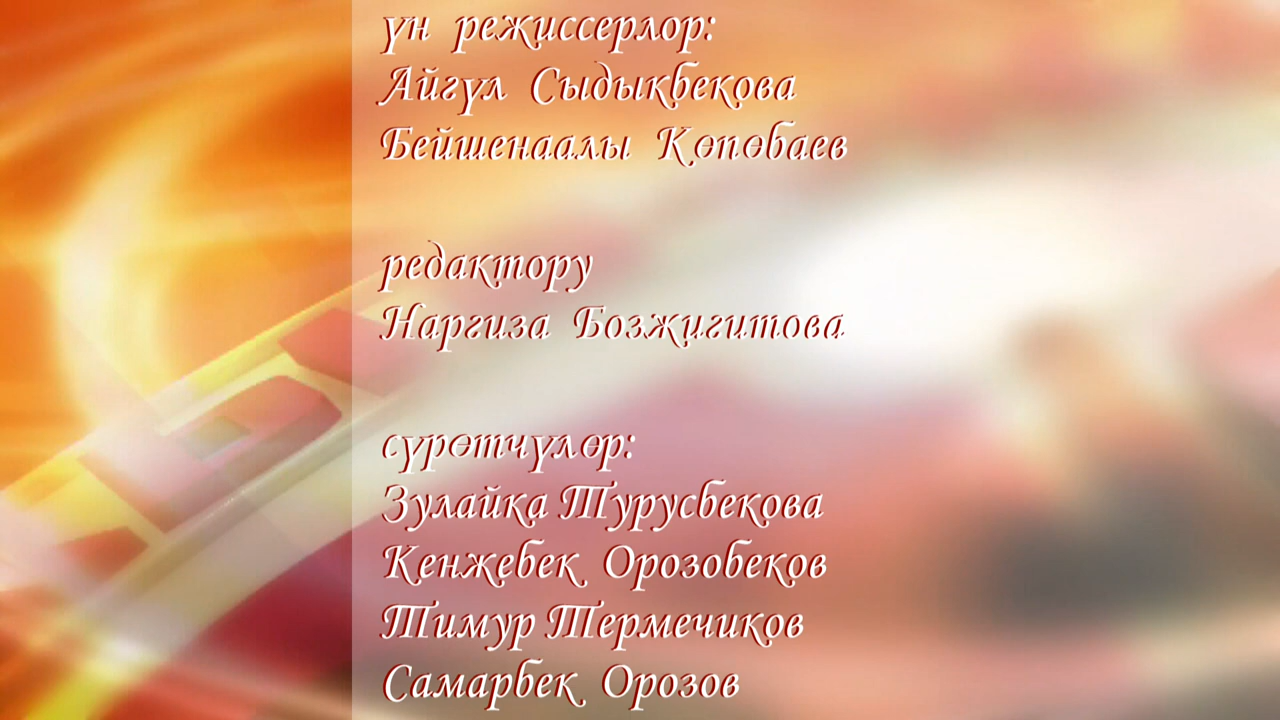 үн режиссерлор:
Айгүл Сыдыкбекова
Бейшенаалы Көпөбаев
редактору
Наргиза Бозжигитова
сүрөтчүлөр:
Зулайка Турусбекова
Кенжебек Орозобеков
Тимур Термечиков
Самарбек Орозов